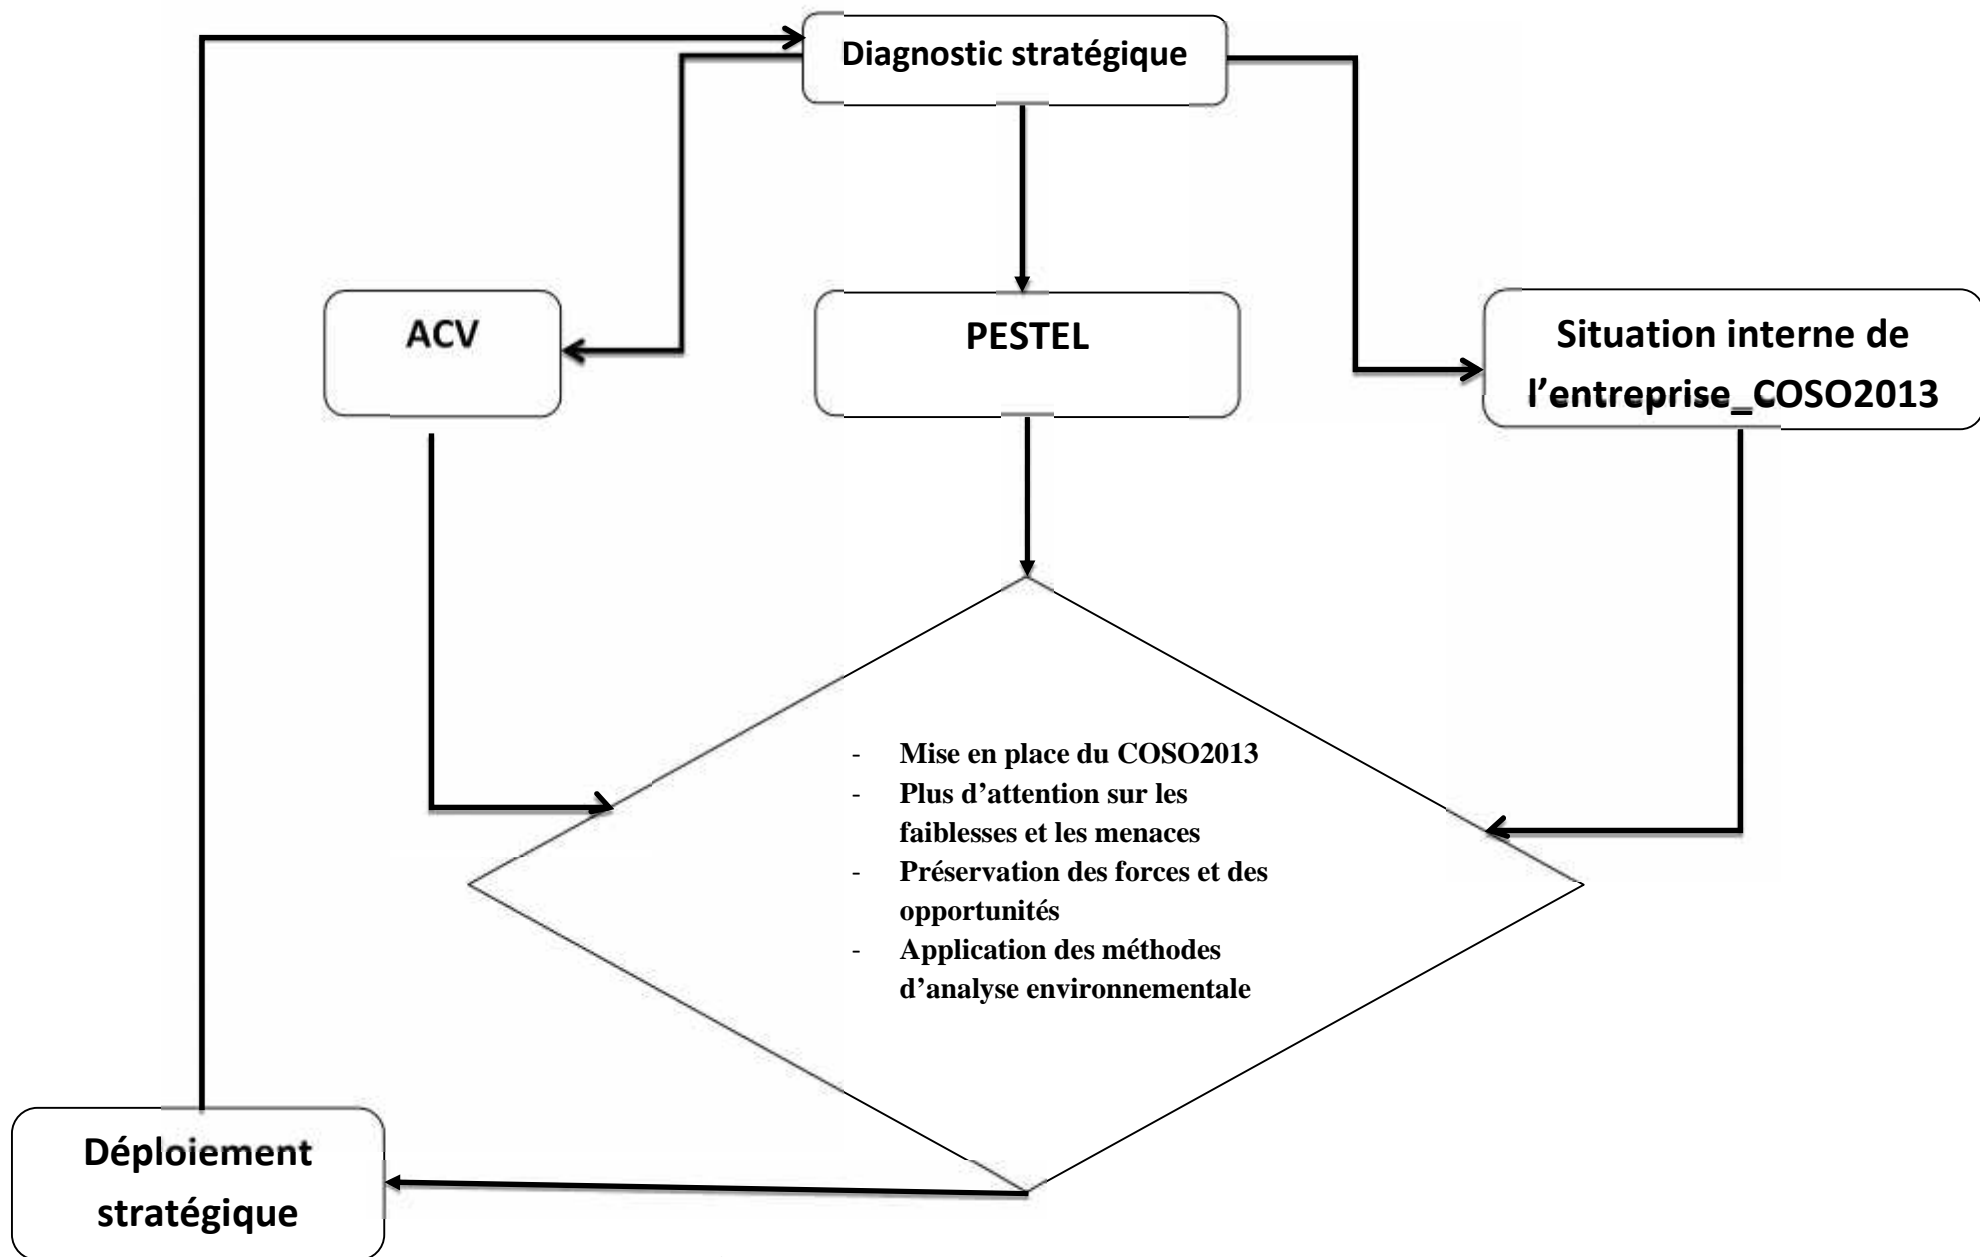 Diagnostic stratégique
ACV
PESTEL
Situation interne de
l’entreprise_COSO2013
- Mise en place du COSO2013
- Plus d’attention sur les
faiblesses et les menaces
- Préservation des forces et des
opportunités
- Application des méthodes
d’analyse environnementale
Déploiement
stratégique